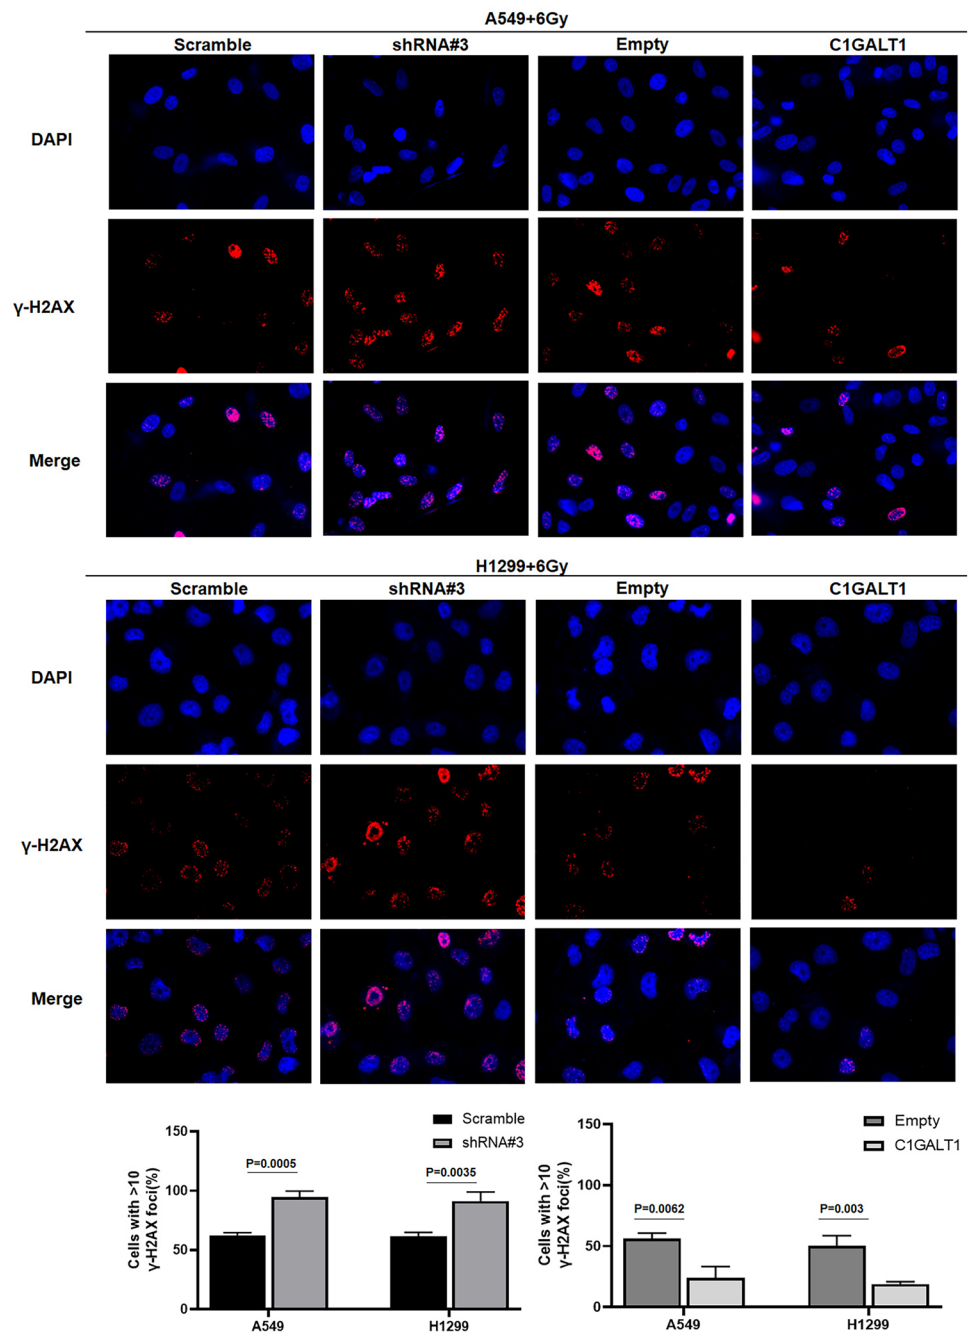 A549+6Gy
Scramble shRNA#3 Empty C1GALT1
DAPI
γ-H2AX
Merge
H1299+6Gy
Scramble shRNA#3 Empty C1GALT1
DAPI
γ-H2AX
Merge
Cells with >10
γ-H2AX foci(%)
150
100
50
0
Scramble
shRNA#3
P=0.0005
P=0.0035
A549 H1299
Cells with >10
γ-H2AX foci(%)
150
100
50
0
Empty
C1GALT1
P=0.0062
P=0.003
A549 H1299